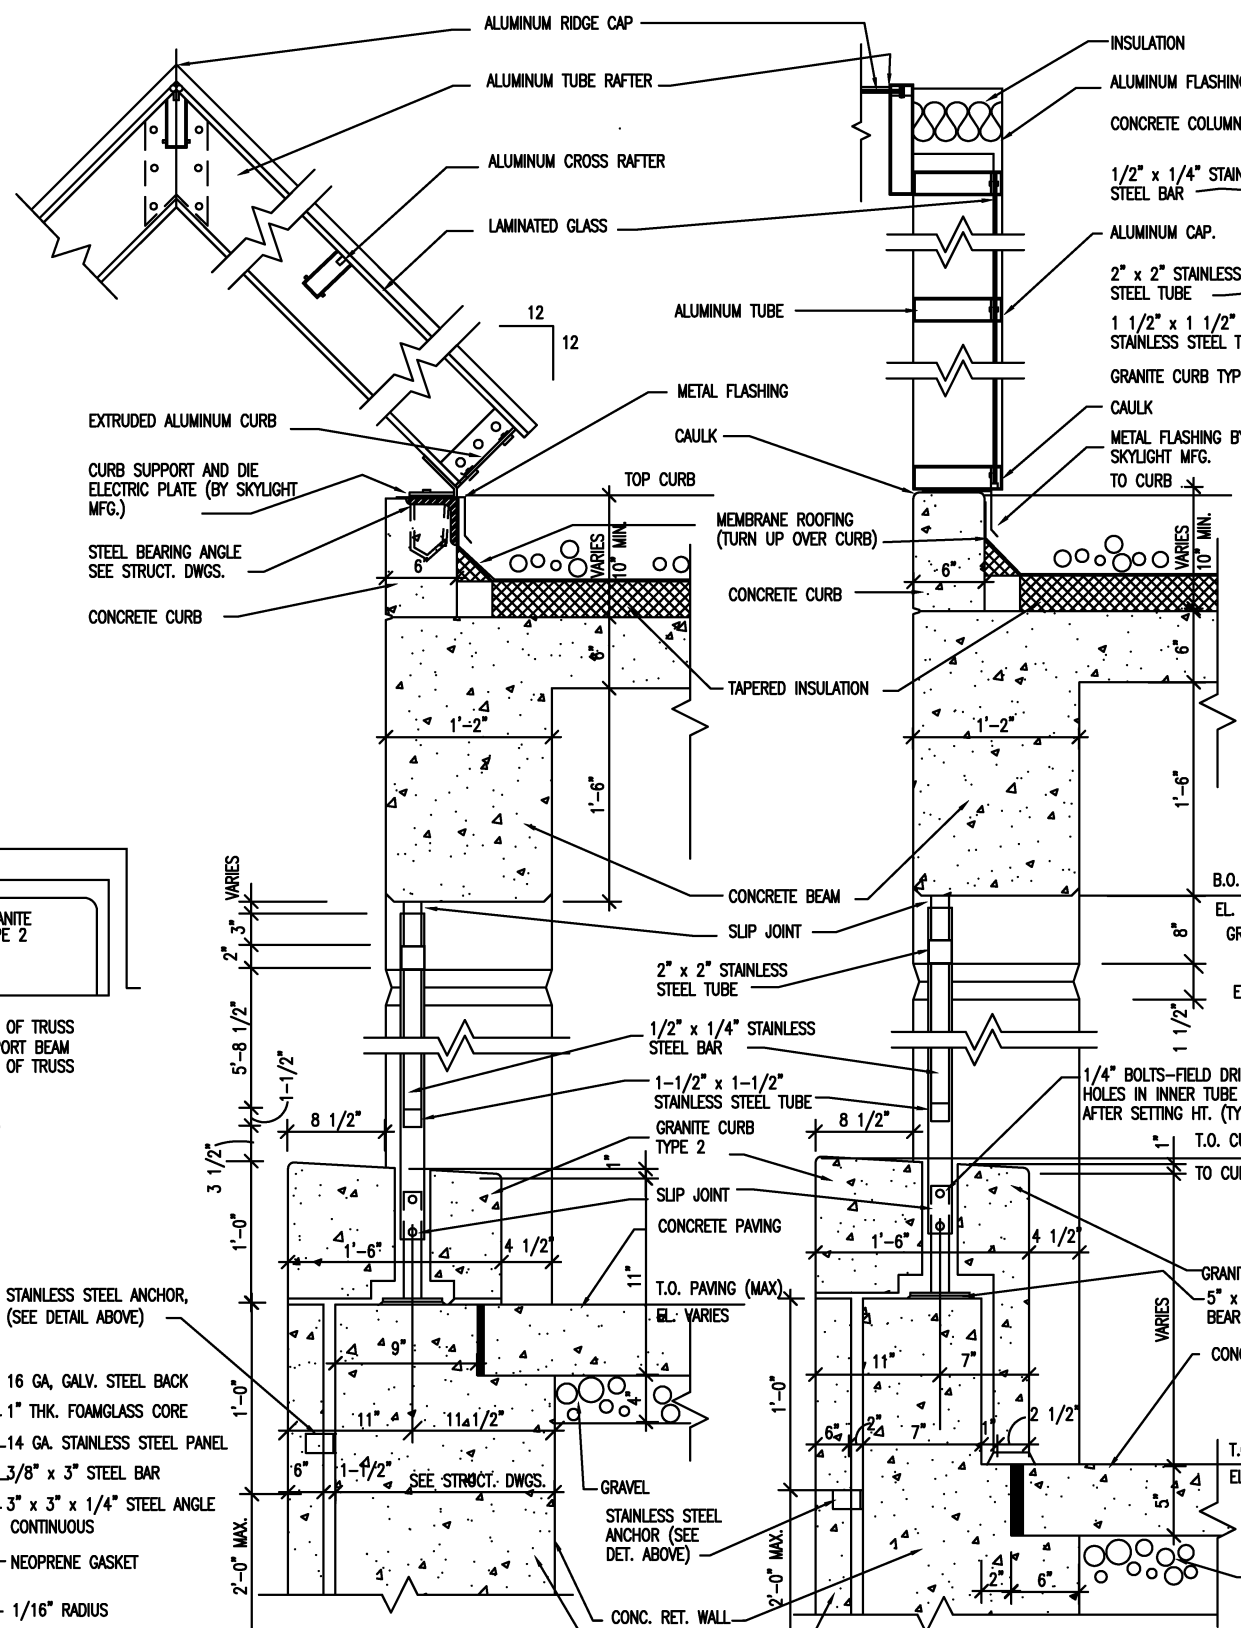 ALUMINUM RIDGE CAP
ALUMINUM TUBE RAFTER
ALUMINUM CROSS RAFTER
LAMINATED GLASS
12
12
ALUMINUM TUBE
METAL FLASHING
CAULK
TOP CURB
EXTRUDED ALUMINUM CURB
CURB SUPPORT AND DIE
ELECTRIC PLATE (BY SKYLIGHT
MFG.)
STEEL BEARING ANGLE
SEE STRUCT. DWGS.
CONCRETE CURB
6"
VARIES
10" MIN.
6"
1'-2"
1'-6"
MEMBRANE ROOFING
(TURN UP OVER CURB)
CONCRETE CURB
TAPERED INSULATION
CONCRETE BEAM
SLIP JOINT
2" x 2" STAINLESS
STEEL TUBE
1/2" x 1/4" STAINLESS
STEEL BAR
1-1/2" x 1-1/2"
STAINLESS STEEL TUBE
GRANITE CURB
TYPE 2
SLIP JOINT
CONCRETE PAVING
T.O. PAVING (MAX)
EL. VARIES
GRAVEL
STAINLESS STEEL
ANCHOR (SEE
DET. ABOVE)
CONC. RET. WALL
INSULATION
ALUMINUM FLASHING
CONCRETE COLUMN
1/2" x 1/4" STAIN
STEEL BAR
ALUMINUM CAP.
2" x 2" STAINLESS
STEEL TUBE
1 1/2" x 1 1/2"
STAINLESS STEEL T
GRANITE CURB TYP
CAULK
METAL FLASHING BY
SKYLIGHT MFG.
TO CURB
VARIES
10" MIN.
6"
6"
1'-2"
1'-6"
B.O.
EL.
GR
E
8"
1 1/2"
1/4" BOLTS-FIELD DRI
HOLES IN INNER TUBE
AFTER SETTING HT. (TY
T.O. CU
TO CUR
1"
8 1/2"
1'-6"
4 1/2"
GRANIT
5" x
BEAR
CONC
VARIES
11"
7"
1'-0"
6"
2"
7"
1"
2 1/2"
T.
EL
5"
2'-0" MAX.
2"
6"
ANITE
PE 2
OF TRUSS
PORT BEAM
OF TRUSS
VARIES
3"
2"
5'-8 1/2"
1-1/2"
3 1/2"
1'-0"
8 1/2"
1"
1'-6"
4 1/2"
11"
STAINLESS STEEL ANCHOR,
(SEE DETAIL ABOVE)
9"
1'-0"
11"
11 1/2"
4"
6"
1-1/2"
SEE STRUCT. DWGS.
2'-0" MAX.
16 GA, GALV. STEEL BACK
1" THK. FOAMGLASS CORE
14 GA. STAINLESS STEEL PANEL
3/8" x 3" STEEL BAR
3" x 3" x 1/4" STEEL ANGLE
CONTINUOUS
NEOPRENE GASKET
1/16" RADIUS